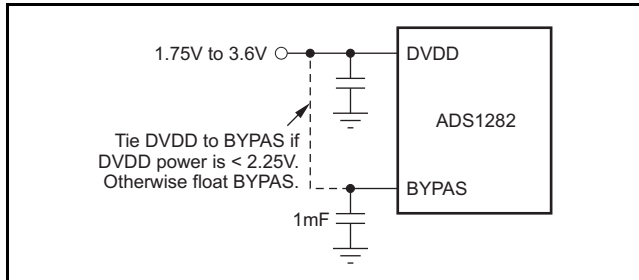 1.75V to 3.6V
DVDD
ADS1282
Tie DVDD to BYPAS if
DVDD power is < 2.25V.
Otherwise float BYPAS.
BYPAS
1mF